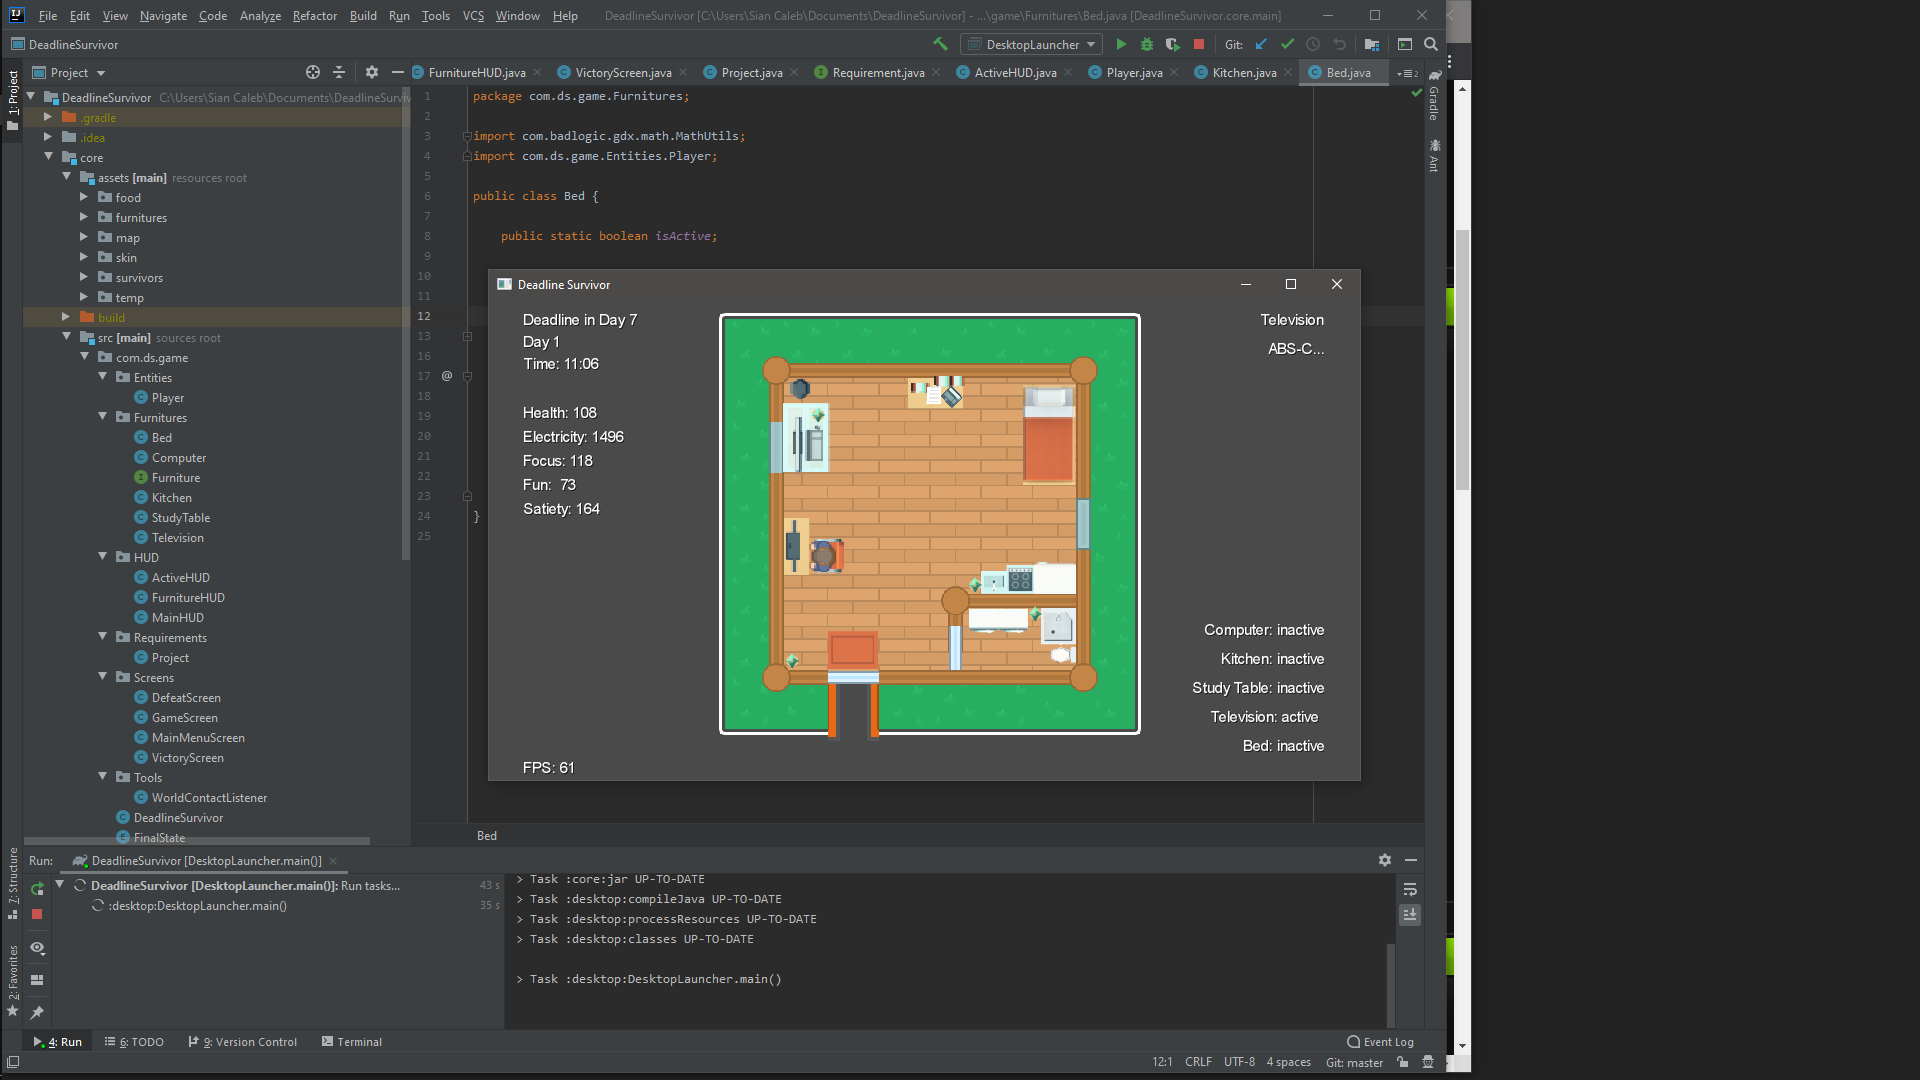 File Edit View Navigate Code Analyze Refactor Build Run Tools VCS Window Help DeadlineSurvivor [C:\Users\Sian Caleb\Documents\DeadlineSurvivor] - ...\game\Furnitures\Bed.java [DeadlineSurvivor.core.main]
DeadlineSurvivor
DesktopLauncher
Git:
1: Project
Project
FurnitureHUD.java
VictoryScreen.java
Project.java
Requirement.java
ActiveHUD.java
Player.java
Kitchen.java
Bed.java
Gradle
Ant
DeadlineSurvivor C:\Users\Sian Caleb\Documents\DeadlineSurviv
.gradle
.idea
core
assets [main] resources root
food
furnitures
map
skin
survivors
temp
build
src [main] sources root
com.ds.game
Entities
Player
Furnitures
Bed
Computer
Furniture
Kitchen
StudyTable
Television
HUD
ActiveHUD
FurnitureHUD
MainHUD
Requirements
Project
Screens
DefeatScreen
GameScreen
MainMenuScreen
VictoryScreen
Tools
WorldContactListener
DeadlineSurvivor
FinalState
1 package com.ds.game.Furnitures;
2
3 import com.badlogic.gdx.math.MathUtils;
4 import com.ds.game.Entities.Player;
5
6 public class Bed {
7
8 public static boolean isActive;
9
10
11
12
13
16
17 @
18
19
20
21
22
23
24 }
25
Bed
Deadline Survivor
Deadline in Day 7
Day 1
Time: 11:06
Health: 108
Electricity: 1496
Focus: 118
Fun: 73
Satiety: 164
FPS: 61
Television
ABS-C...
Computer: inactive
Kitchen: inactive
Study Table: inactive
Television: active
Bed: inactive
7: Structure
2: Favorites
Run: DeadlineSurvivor [DesktopLauncher.main()]
DeadlineSurvivor [DesktopLauncher.main()]: Run tasks... 43 s
:desktop:DesktopLauncher.main() 35 s
> Task :core:jar UP-TO-DATE
> Task :desktop:compileJava UP-TO-DATE
> Task :desktop:processResources UP-TO-DATE
> Task :desktop:classes UP-TO-DATE
> Task :desktop:DesktopLauncher.main()
4: Run 6: TODO 9: Version Control Terminal Event Log
12:1 CRLF UTF-8 4 spaces Git: master